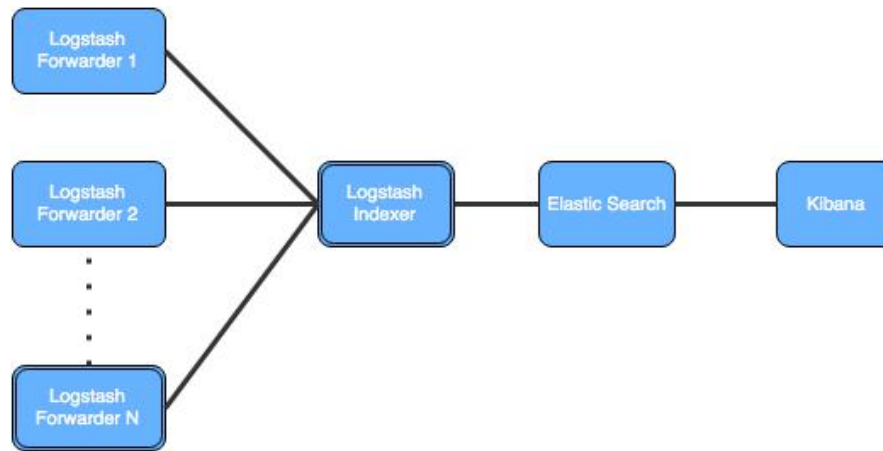 Logstash
Forwarder 1
Logstash
Forwarder 2
Logstash
Indexer
Elastic Search
Kibana
Logstash
Forwarder N